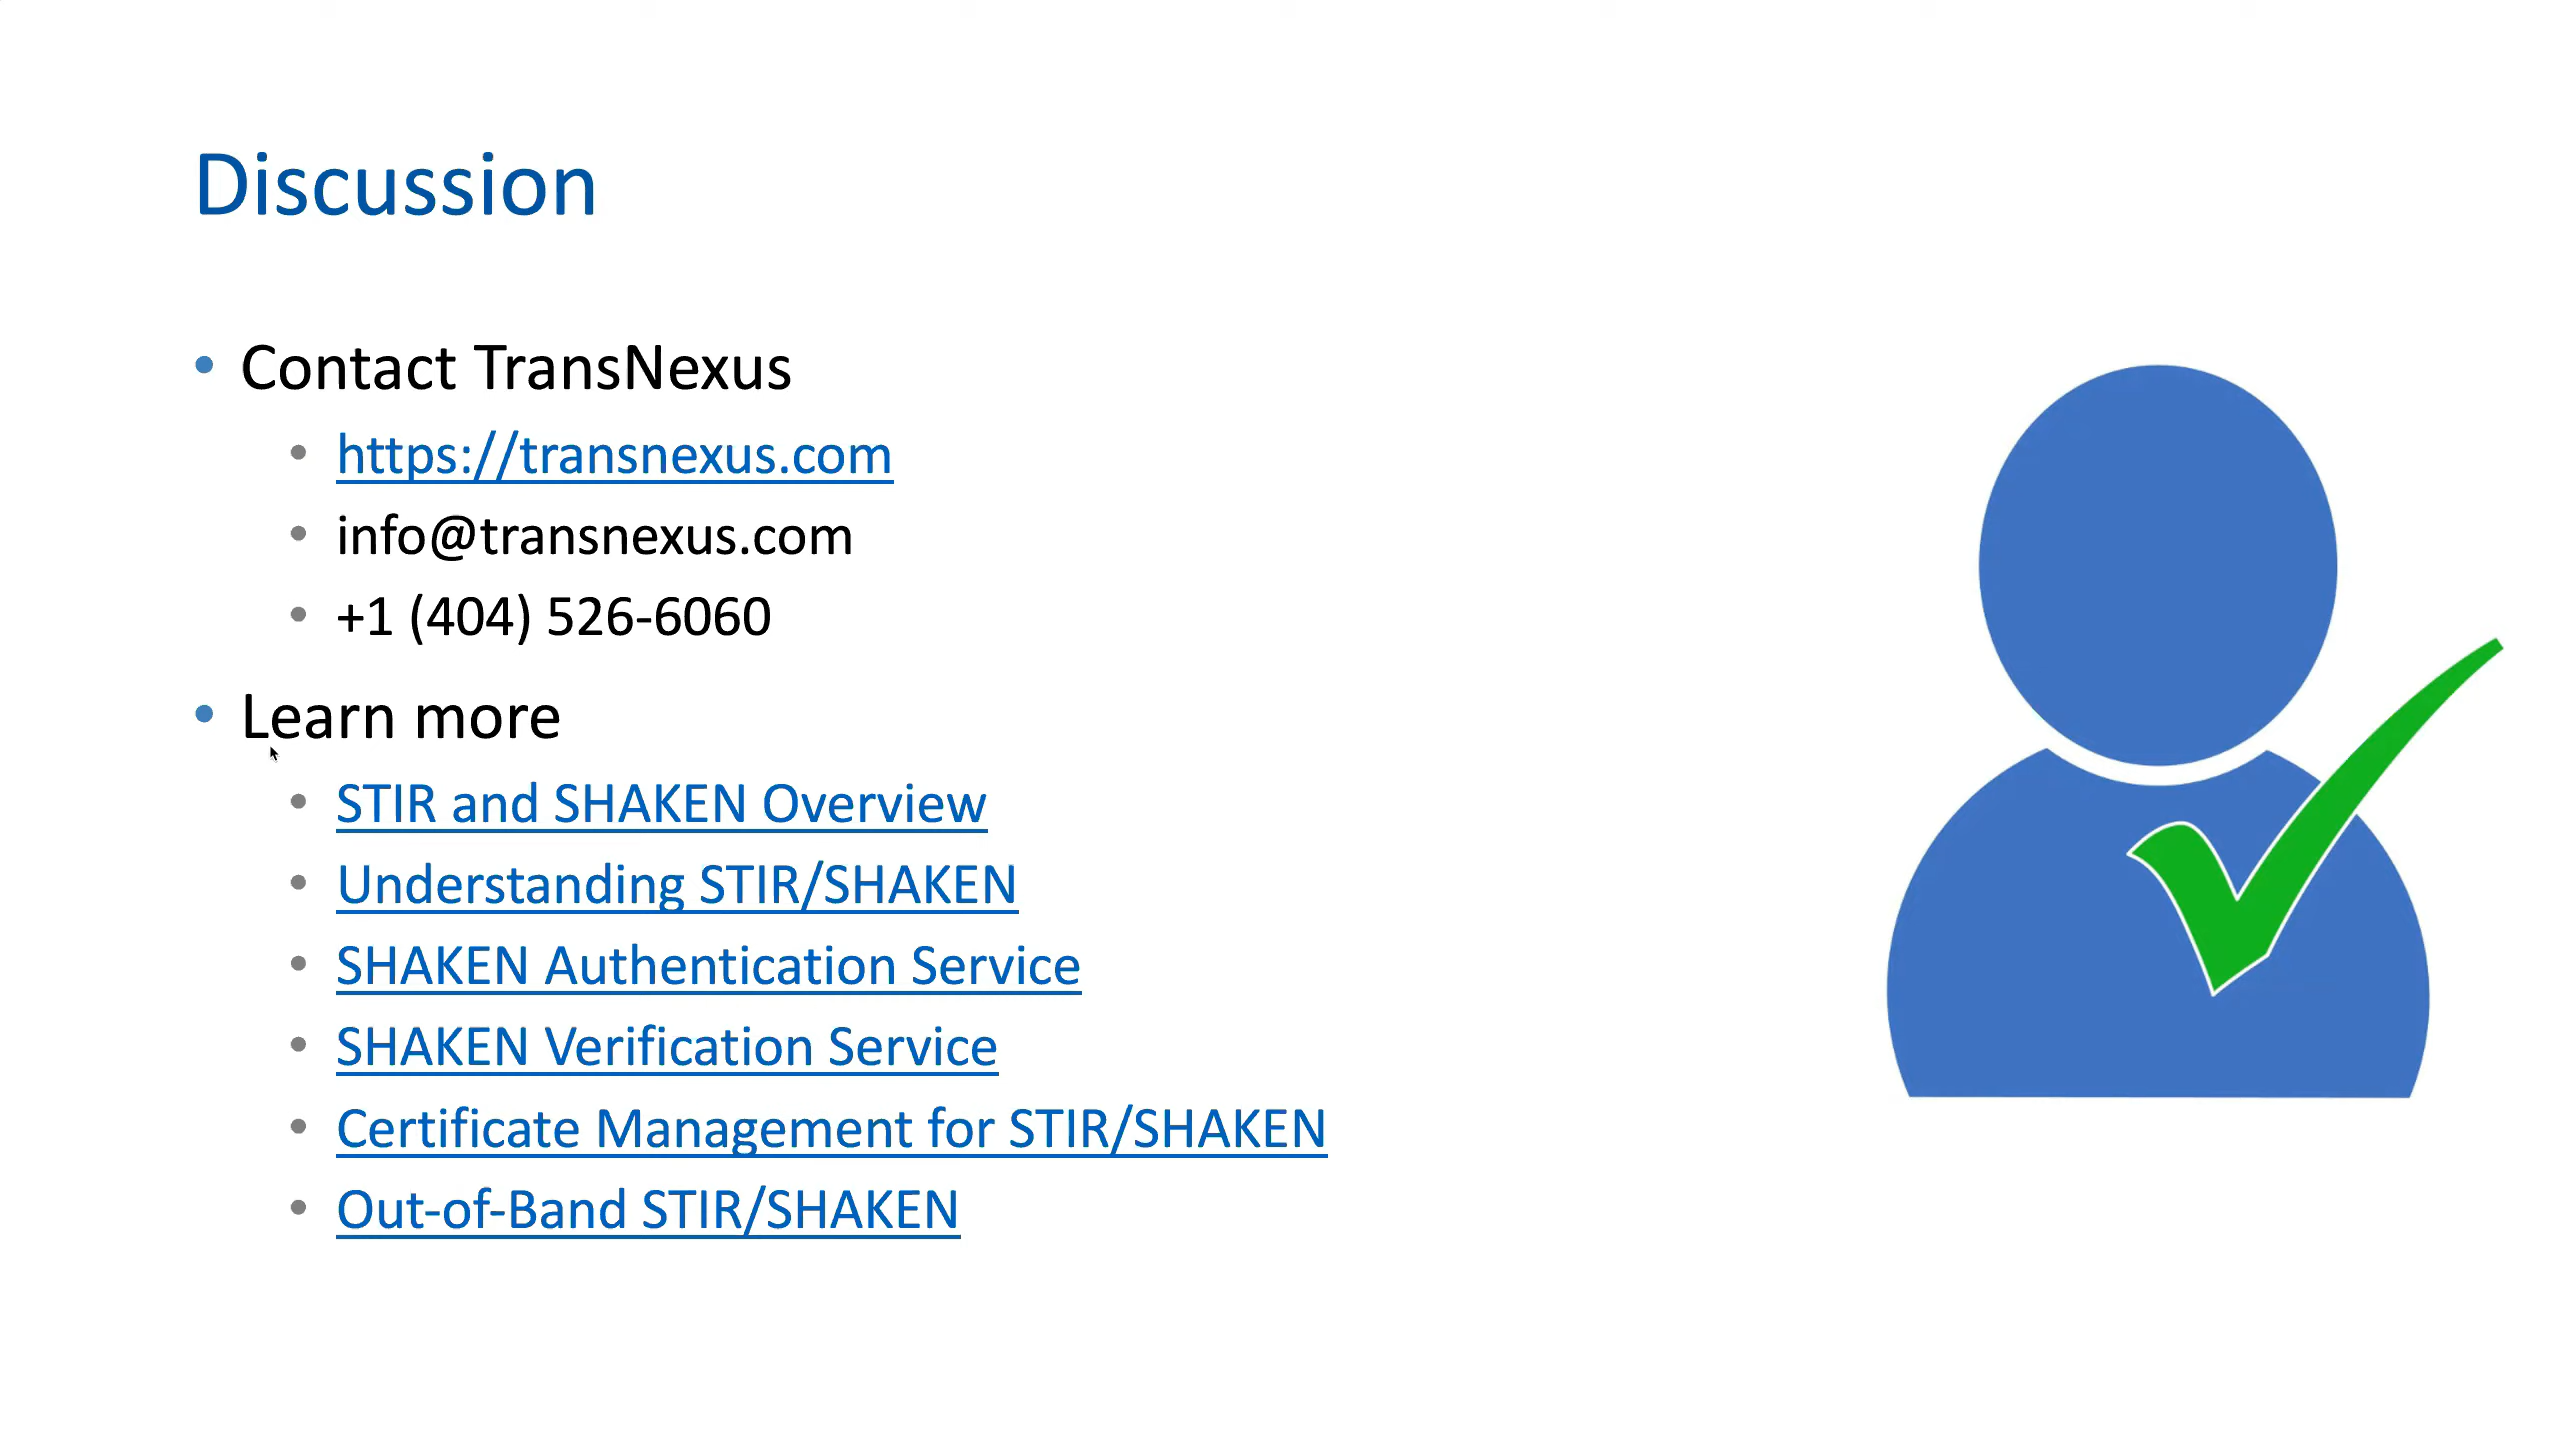 Discussion
• Contact TransNexus
• https://transnexus.com
• info@transnexus.com
• +1 (404) 526-6060
• Learn more
• STIR and SHAKEN Overview
• Understanding STIR/SHAKEN
• SHAKEN Authentication Service
• SHAKEN Verification Service
• Certificate Management for STIR/SHAKEN
• Out-of-Band STIR/SHAKEN